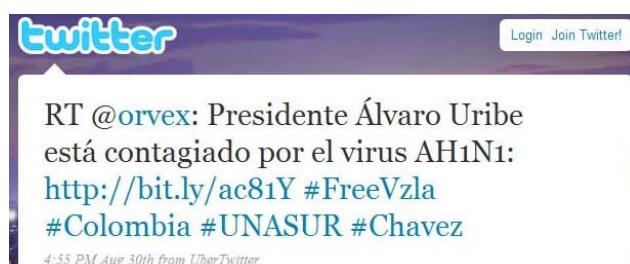 twitter
Login Join Twitter!
RT @orvex: Presidente Álvaro Uribe
está contagiado por el virus AH1N1:
http://bit.ly/ac81Y #FreeVzla
#Colombia #UNASUR #Chavez
4:55 PM Aug 30th from UberTwitter